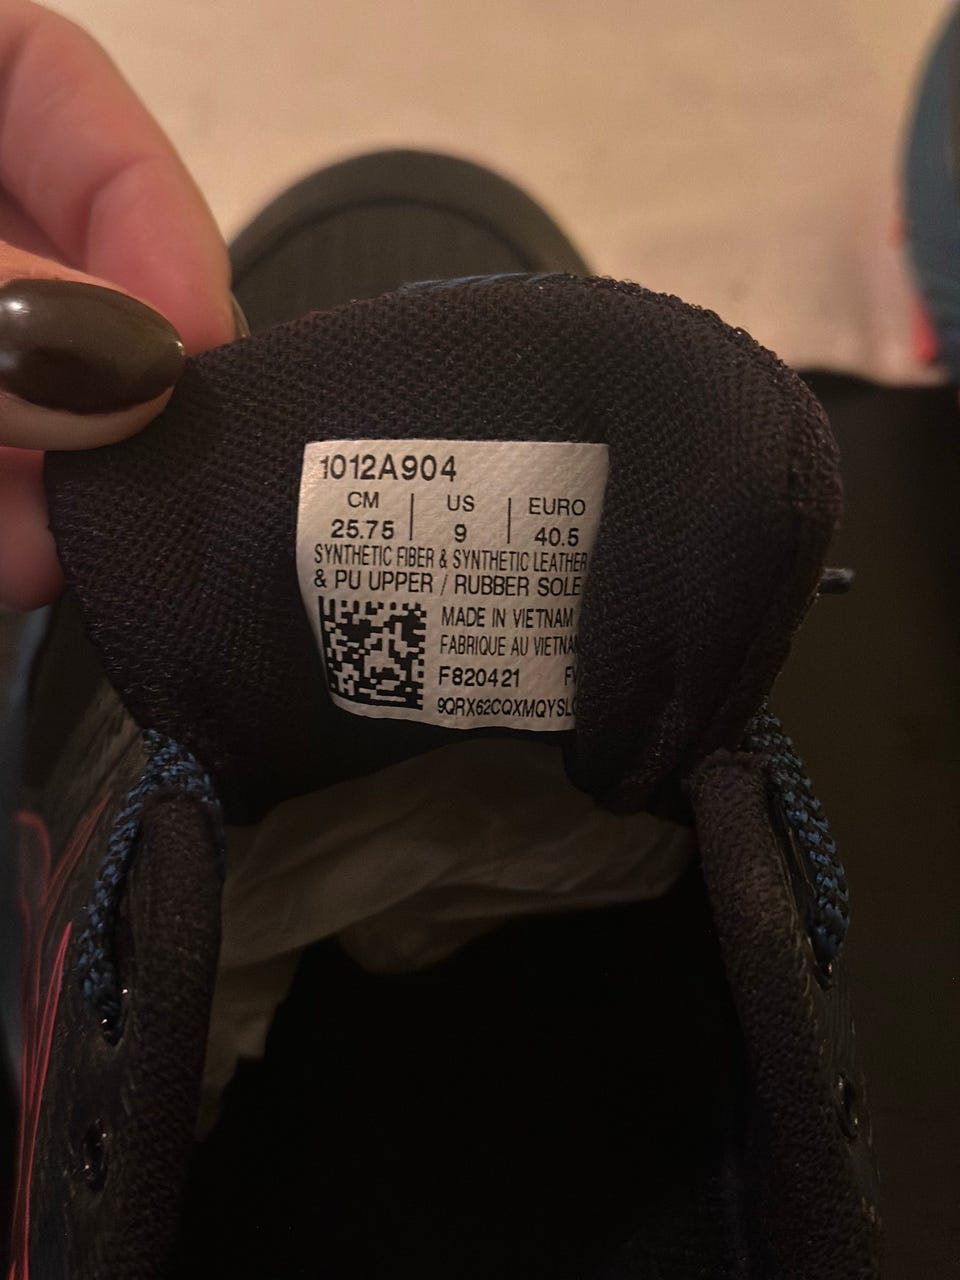 1012A904
CM | US | EURO
25.75 | 9 | 40.5
SYNTHETIC FIBER & SYNTHETIC LEATHER
& PU UPPER / RUBBER SOLE
MADE IN VIETNAM
FABRIQUE AU
F820421